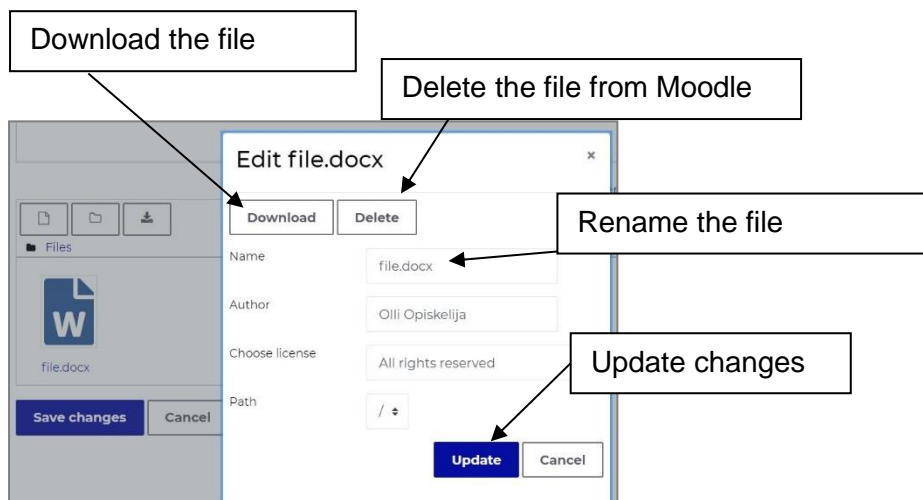 Download the file
Delete the file from Moodle
Edit file.docx ×
Download Delete
Rename the file
Files
Name file.docx
Author Olli Opiskelija
Choose license All rights reserved
Update changes
file.docx
Path /
Save changes Cancel
Update Cancel